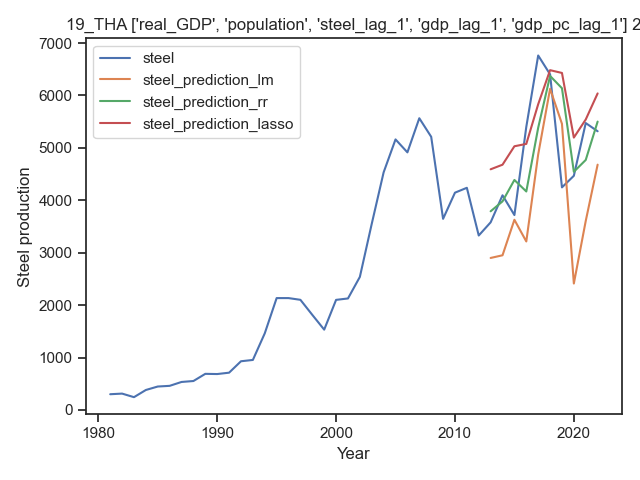 19_THA ['real_GDP', 'population', 'steel_lag_1', 'gdp_lag_1', 'gdp_pc_lag_1'] 2
7000
6000
5000
4000
3000
2000
1000
0
Steel production
steel
steel_prediction_lm
steel_prediction_rr
steel_prediction_lasso
1980
1990
2000
2010
2020
Year